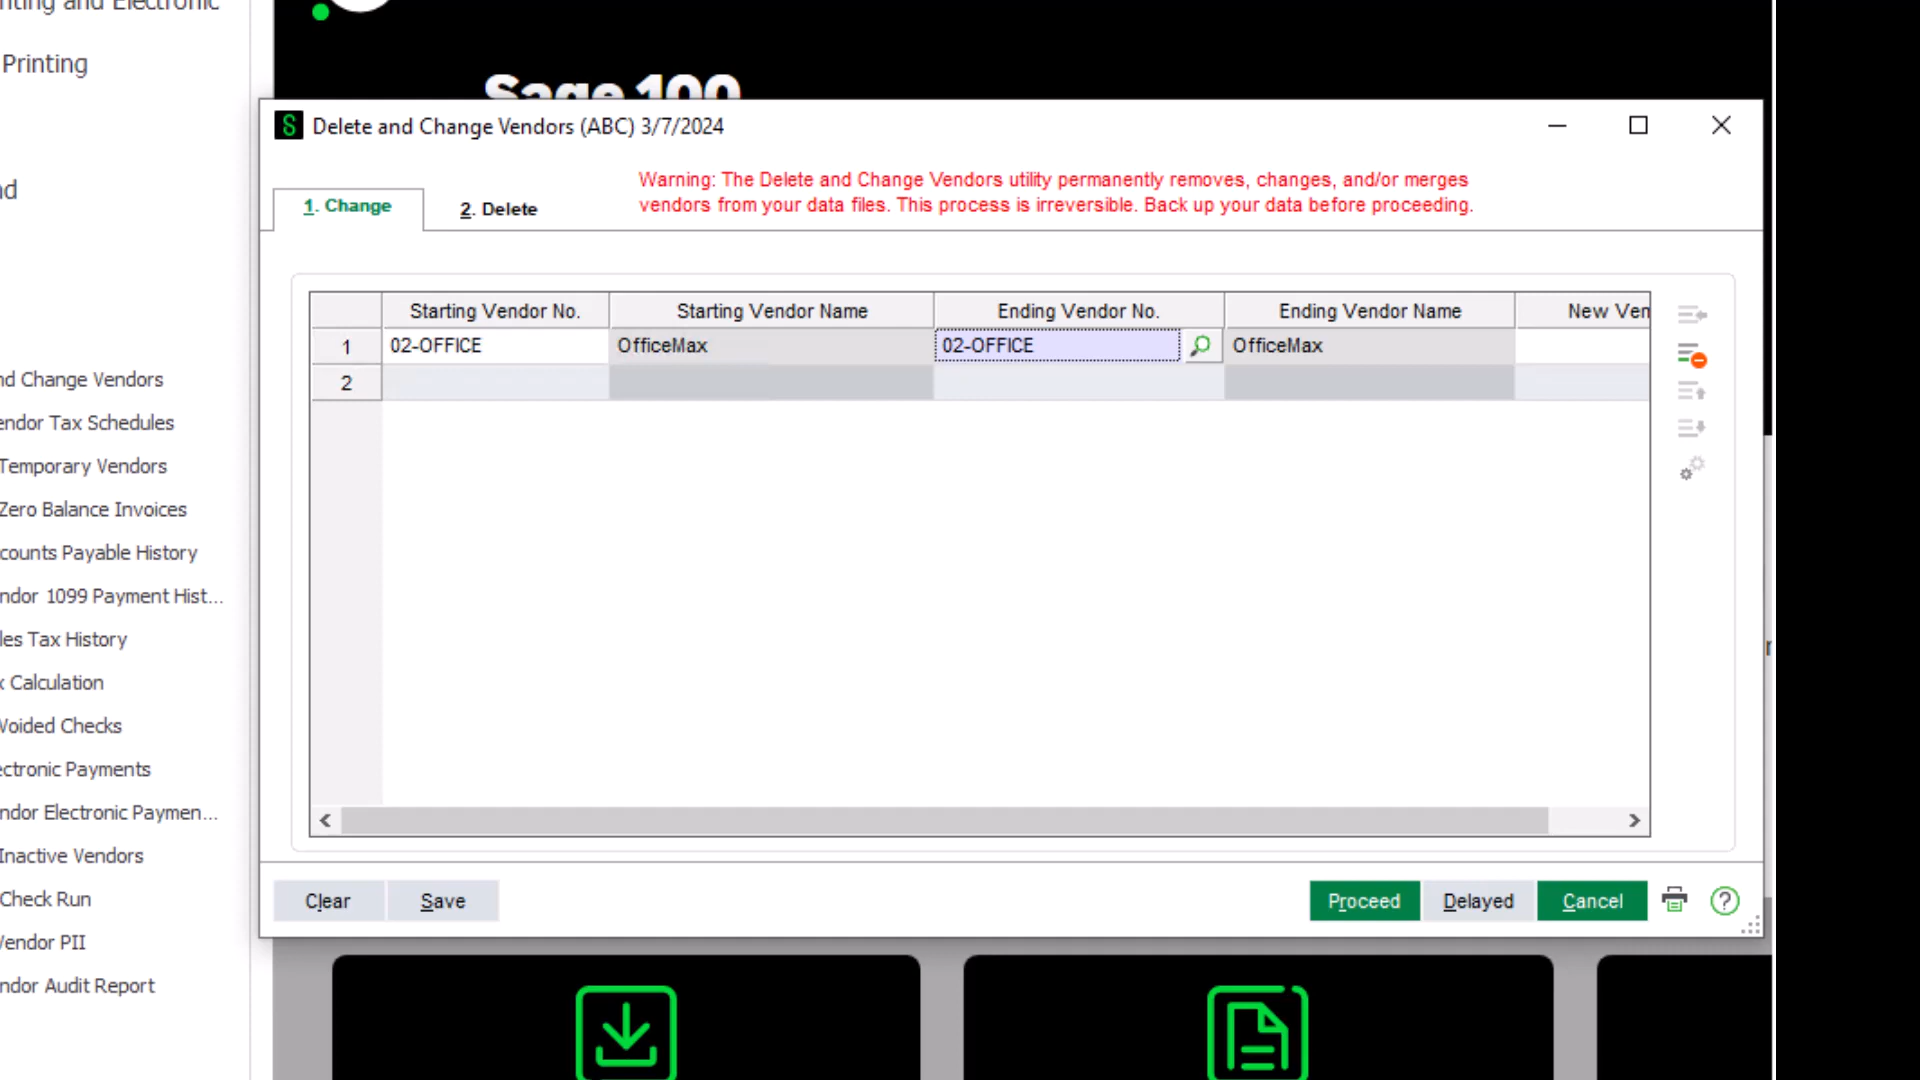 nting and Electronic
Printing
nd
nd Change Vendors
endor Tax Schedules
Temporary Vendors
Zero Balance Invoices
counts Payable History
ndor 1099 Payment Hist...
les Tax History
x Calculation
Voided Checks
ectronic Payments
ndor Electronic Paymen...
Inactive Vendors
Check Run
Vendor PII
ndor Audit Report
Sage 100
Delete and Change Vendors (ABC) 3/7/2024
1. Change
2. Delete
Warning: The Delete and Change Vendors utility permanently removes, changes, and/or merges
vendors from your data files. This process is irreversible. Back up your data before proceeding.
Starting Vendor No. Starting Vendor Name Ending Vendor No. Ending Vendor Name New Ven
1 02-OFFICE OfficeMax 02-OFFICE OfficeMax
2
Clear Save Proceed Delayed Cancel